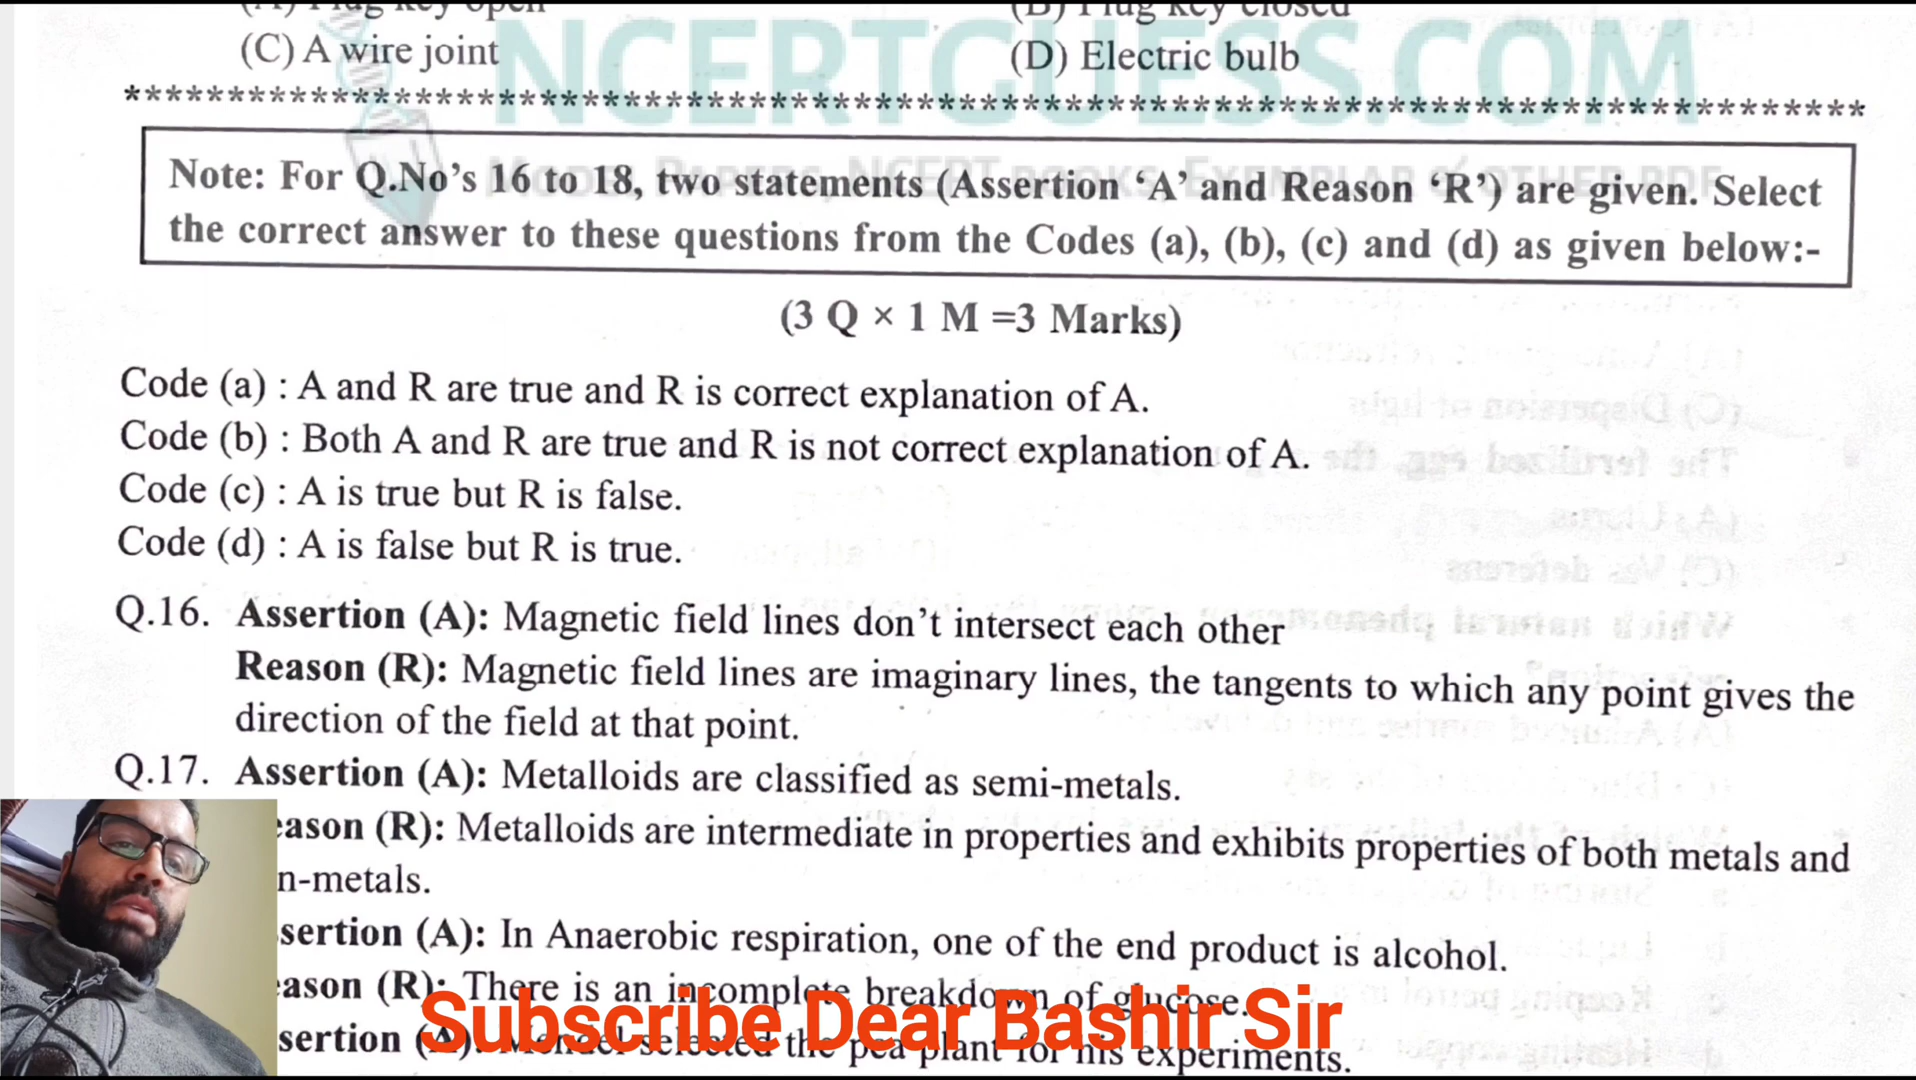 (A) Plug key open (B) Plug key closed
(C) A wire joint (D) Electric bulb
NCERTGUESS.COM
Note: For Q.No’s 16 to 18, two statements (Assertion ‘A’ and Reason ‘R’) are given. Select
the correct answer to these questions from the Codes (a), (b), (c) and (d) as given below:-
(3 Q × 1 M =3 Marks)
Code (a) : A and R are true and R is correct explanation of A.
Code (b) : Both A and R are true and R is not correct explanation of A.
Code (c) : A is true but R is false.
Code (d) : A is false but R is true.
Q.16. Assertion (A): Magnetic field lines don’t intersect each other
Reason (R): Magnetic field lines are imaginary lines, the tangents to which any point gives the
direction of the field at that point.
Q.17. Assertion (A): Metalloids are classified as semi-metals.
eason (R): Metalloids are intermediate in properties and exhibits properties of both metals and
n-metals.
sertion (A): In Anaerobic respiration, one of the end product is alcohol.
eason (R): There is an incomplete breakdown of glucose.
Subscribe Dear Bashir Sir
sertion (A): Mendel selected the pea plant for his experiments.